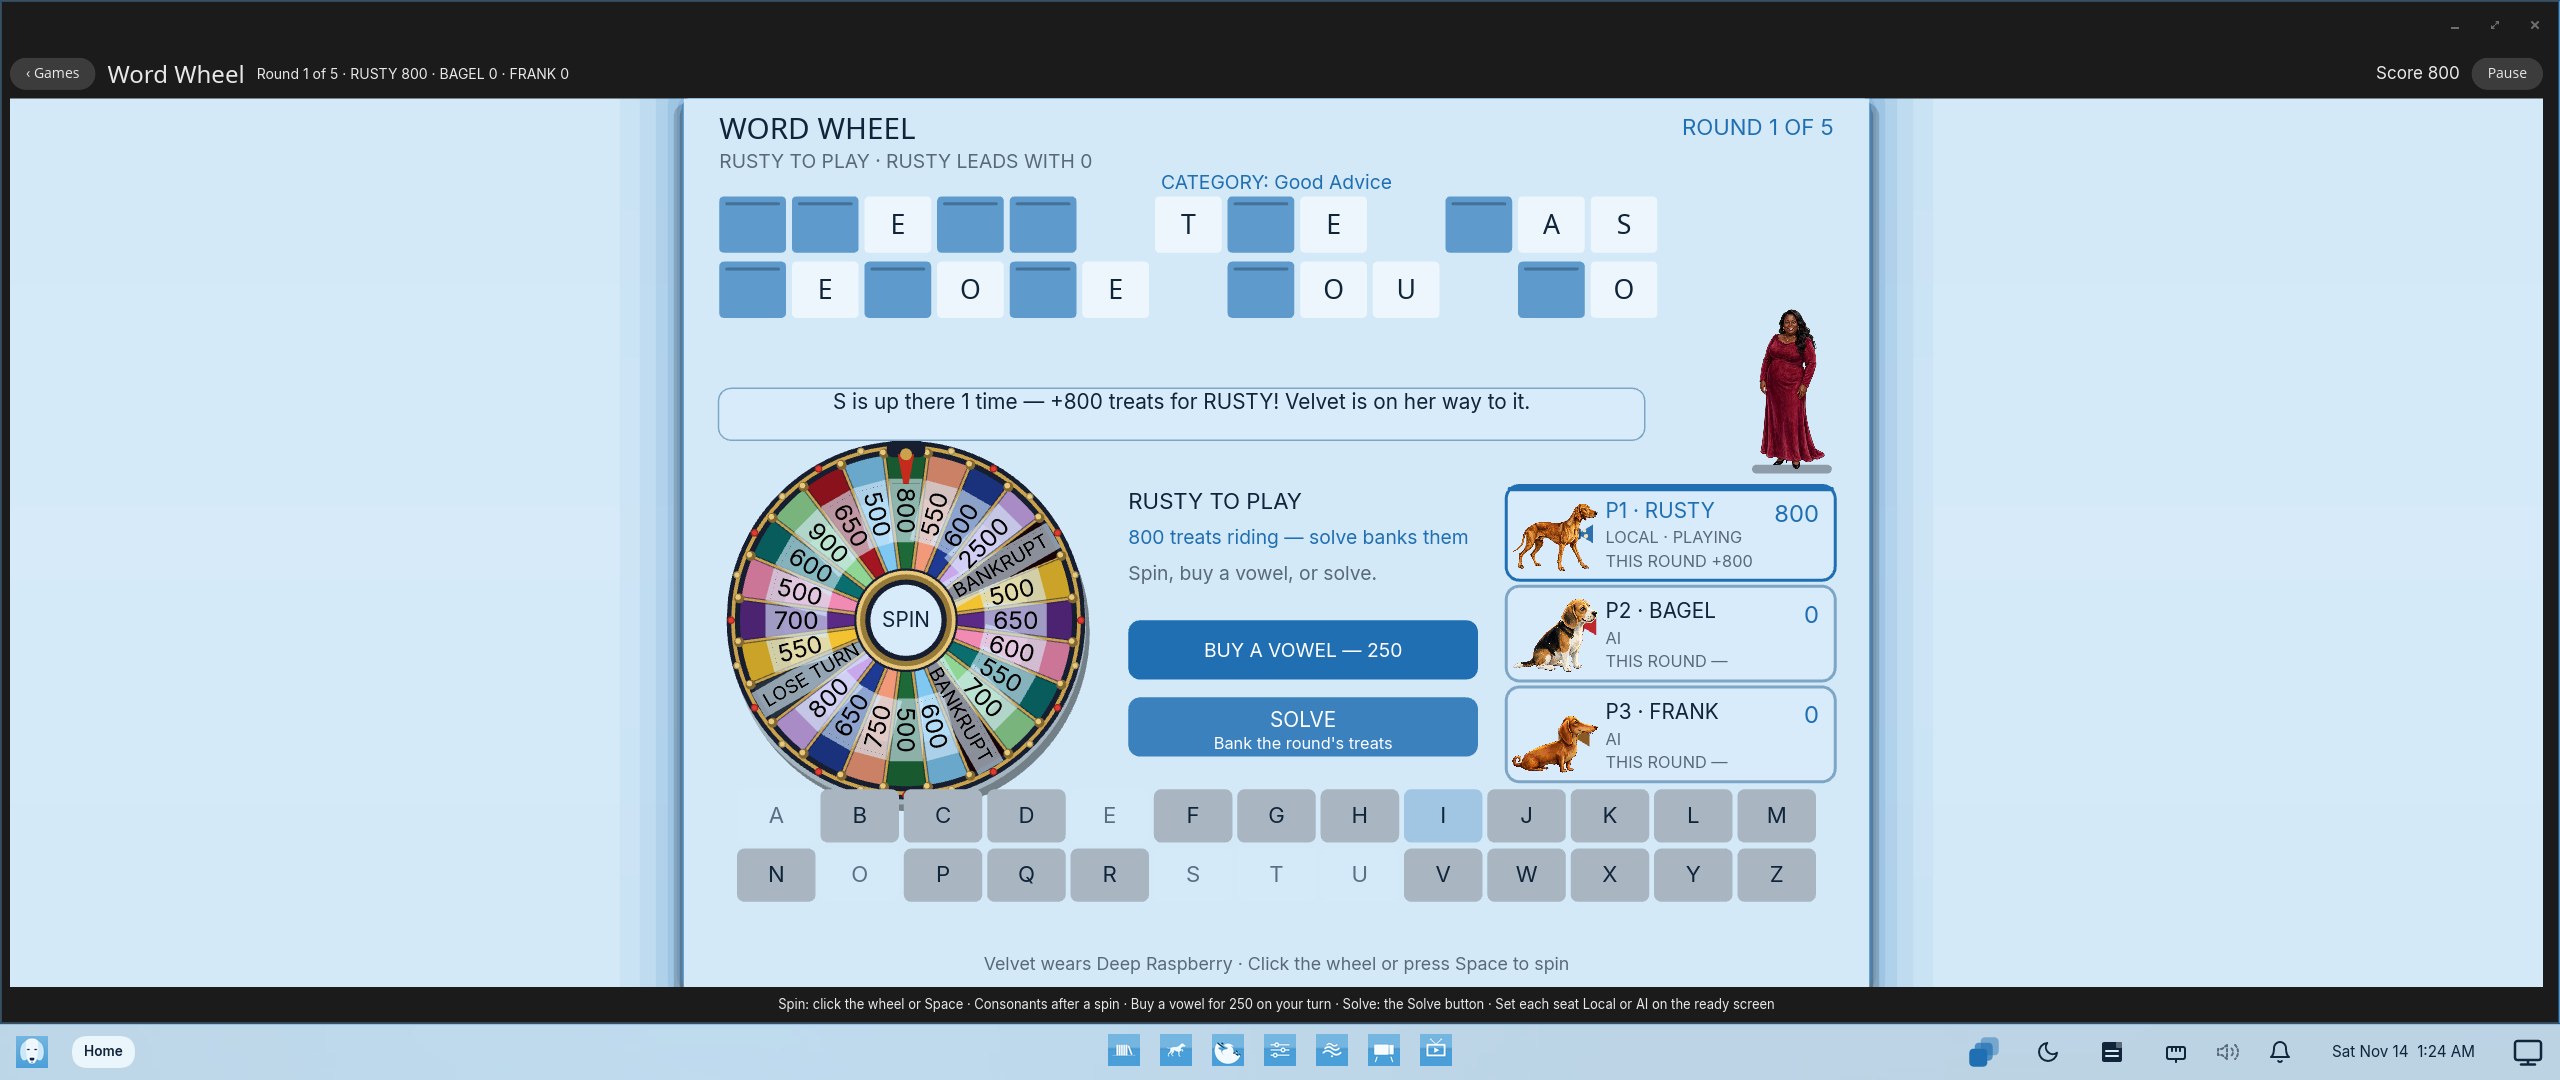 ‹ Games
Word Wheel
Round 1 of 5 · RUSTY 800 · BAGEL 0 · FRANK 0
Score 800
Pause
WORD WHEEL
ROUND 1 OF 5
RUSTY TO PLAY · RUSTY LEADS WITH 0
CATEGORY: Good Advice
E T E A S
E O E O U O
S is up there 1 time — +800 treats for RUSTY! Velvet is on her way to it.
800
550
600
2500
BANKRUPT
500
650
600
550
700
BANKRUPT
600
500
750
650
800
LOSE TURN
550
700
500
600
900
650
500
SPIN
RUSTY TO PLAY
800 treats riding — solve banks them
Spin, buy a vowel, or solve.
BUY A VOWEL — 250
SOLVE
Bank the round's treats
P1 · RUSTY
800
LOCAL · PLAYING
THIS ROUND +800
P2 · BAGEL
0
AI
THIS ROUND —
P3 · FRANK
0
AI
THIS ROUND —
A B C D E F G H I J K L M
N O P Q R S T U V W X Y Z
Velvet wears Deep Raspberry · Click the wheel or press Space to spin
Spin: click the wheel or Space · Consonants after a spin · Buy a vowel for 250 on your turn · Solve: the Solve button · Set each seat Local or AI on the ready screen
Home
Sat Nov 14 1:24 AM